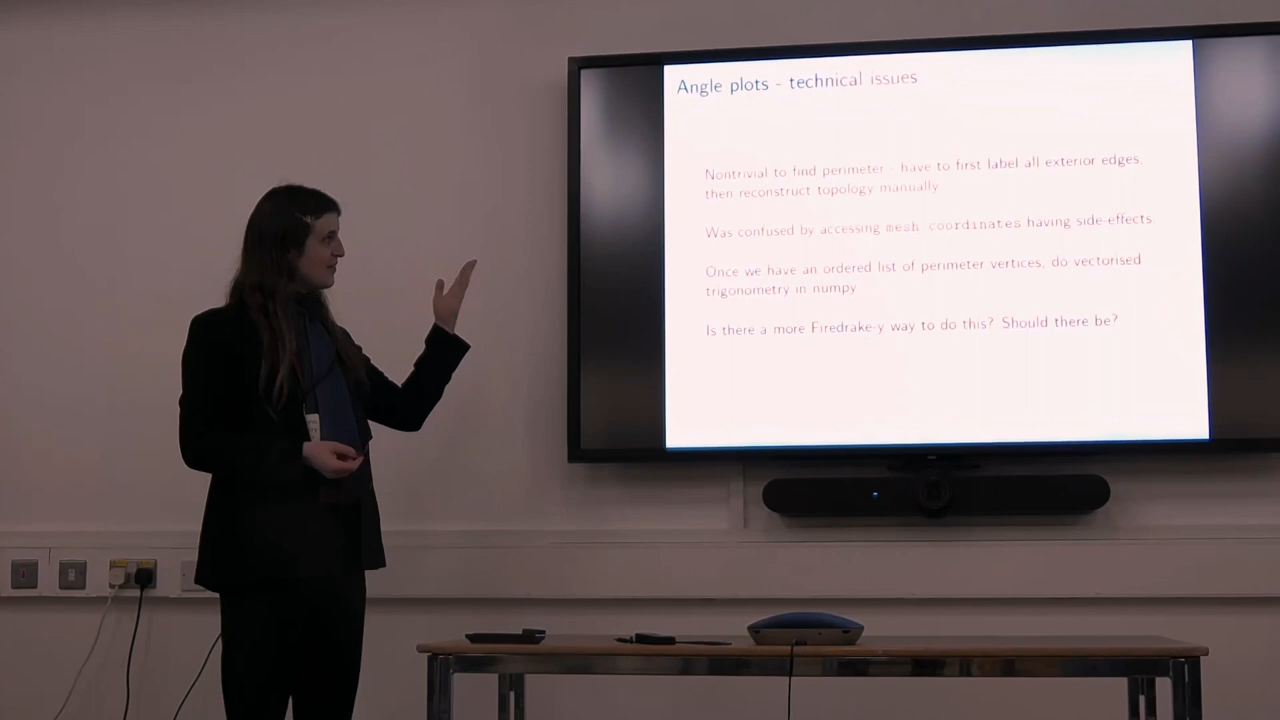 Angle plots - technical issues
Nontrivial to find perimeter - have to first label all exterior edges,
then reconstruct topology manually
Was confused by accessing mesh coordinates having side-effects
Once we have an ordered list of perimeter vertices, do vectorised
trigonometry in numpy
Is there a more Firedrake-y way to do this? Should there be?